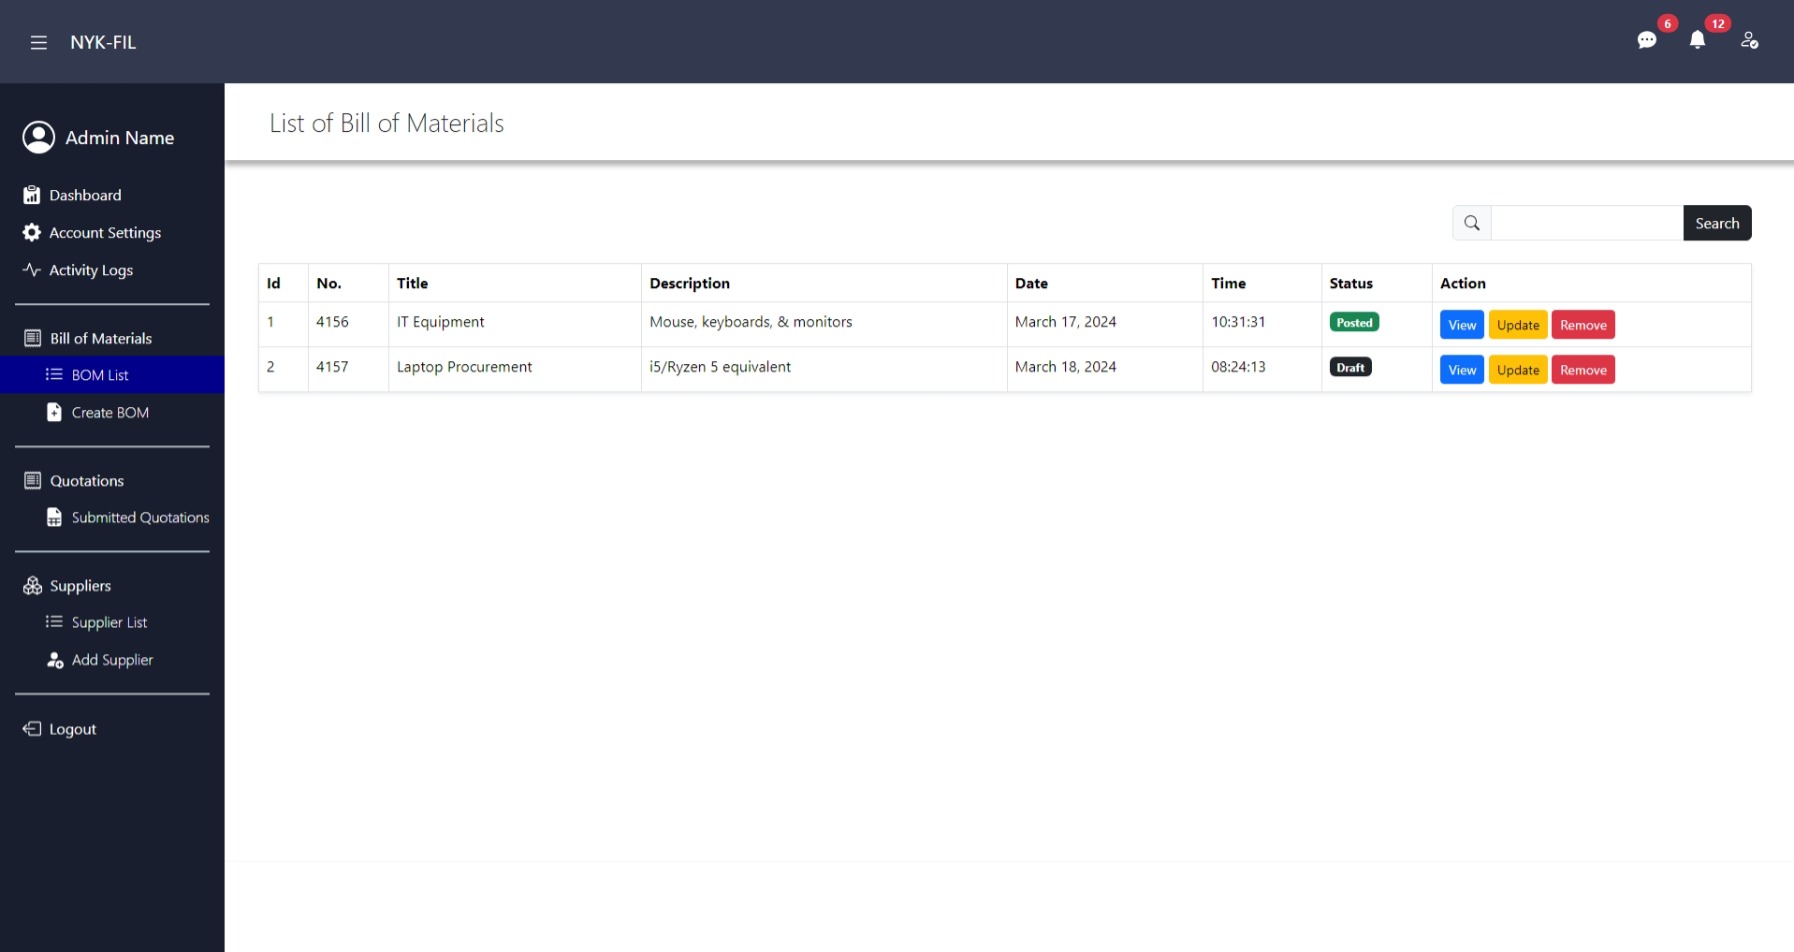 NYK-FIL
6
12
Admin Name
Dashboard
Account Settings
Activity Logs
Bill of Materials
BOM List
Create BOM
Quotations
Submitted Quotations
Suppliers
Supplier List
Add Supplier
Logout
List of Bill of Materials
Search
Id No. Title Description Date Time Status Action
1 4156 IT Equipment Mouse, keyboards, & monitors March 17, 2024 10:31:31 Posted View Update Remove
2 4157 Laptop Procurement i5/Ryzen 5 equivalent March 18, 2024 08:24:13 Draft View Update Remove